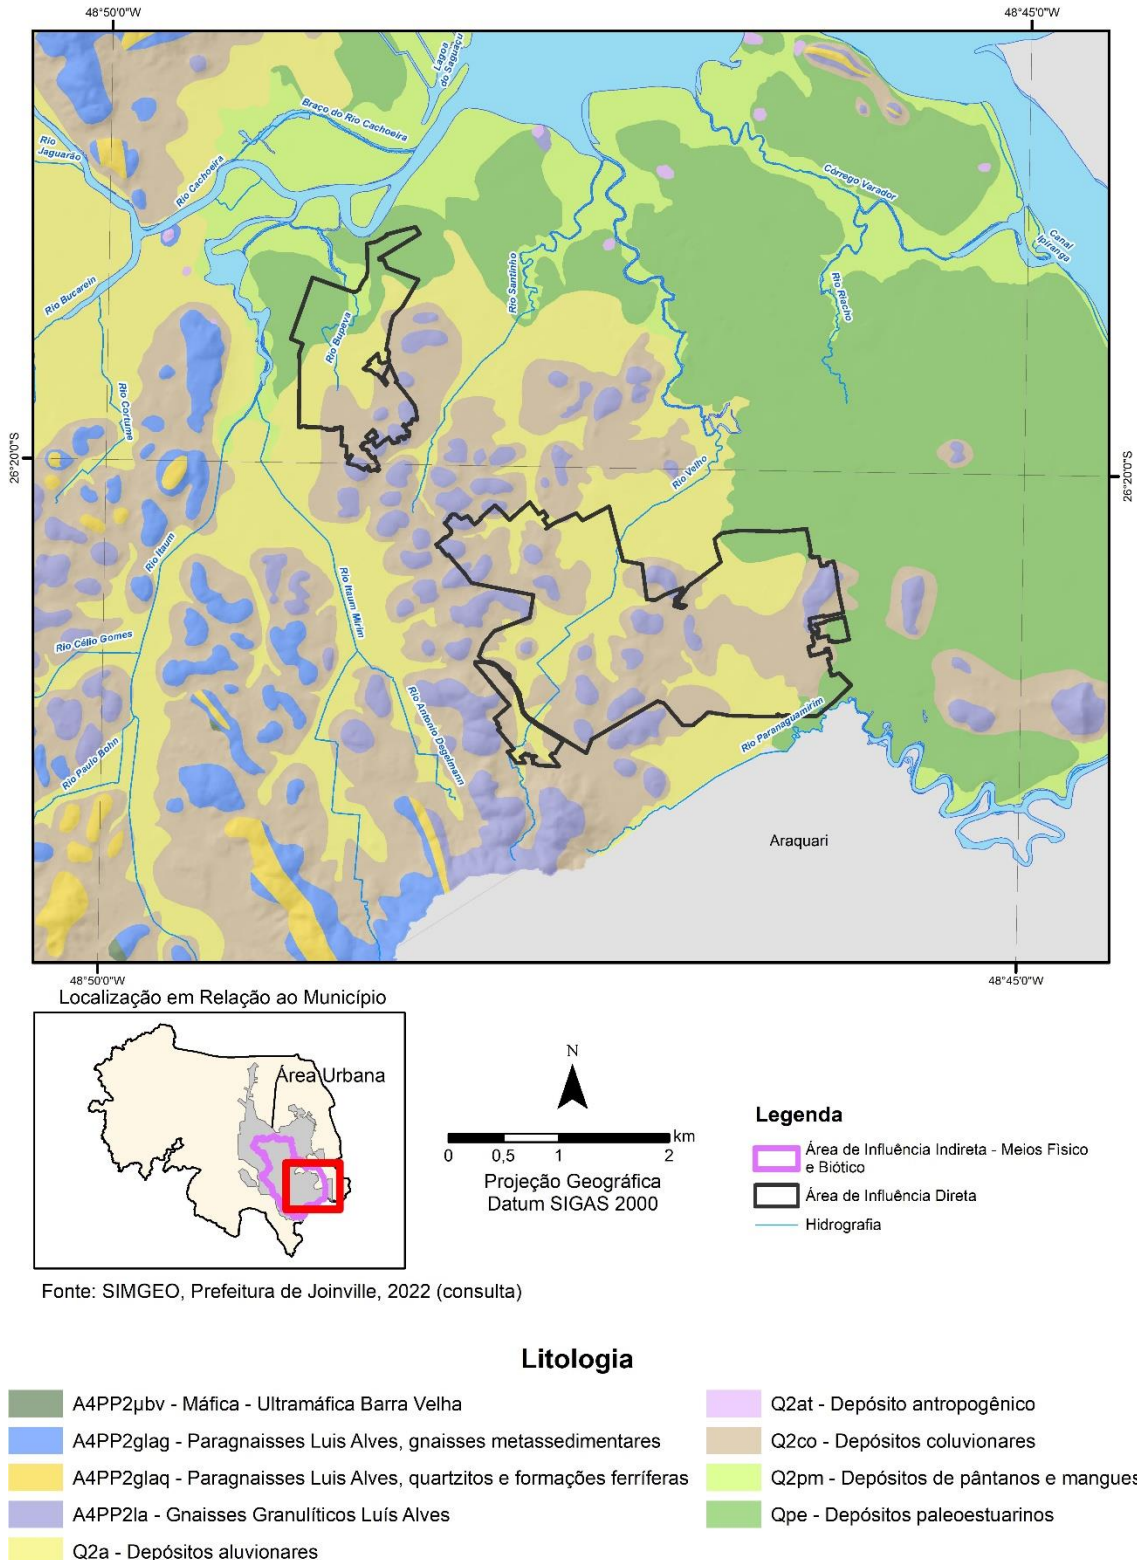 48°50'0"W
48°45'0"W
Lagoa
do Saguaçu
Braço do Rio Cachoeira
Rio
Jaguarão
Rio Cachoeira
Córrego Varador
Canal
Ipiranga
Rio Bucarein
Rio Santinho
Rio Riacho
Rio Bupeva
Rio Cortume
26°20'0"S
26°20'0"S
Rio Velho
Rio Itaum
Rio Itaum Mirim
Rio Célio Gomes
Rio Antonio Degelmann
Rio Paranaguamirim
Rio Paulo Bohn
Araquari
48°50'0"W
48°45'0"W
Localização em Relação ao Município
Área Urbana
N
km
0 0,5 1 2
Projeção Geográfica
Datum SIGAS 2000
Legenda
Área de Influência Indireta - Meios Fìsico
e Biótico
Área de Influência Direta
Hidrografia
Fonte: SIMGEO, Prefeitura de Joinville, 2022 (consulta)
Litologia
A4PP2μbv - Máfica - Ultramáfica Barra Velha
A4PP2glag - Paragnaisses Luis Alves, gnaisses metassedimentares
A4PP2glaq - Paragnaisses Luis Alves, quartzitos e formações ferríferas
A4PP2la - Gnaisses Granulíticos Luís Alves
Q2a - Depósitos aluvionares
Q2at - Depósito antropogênico
Q2co - Depósitos coluvionares
Q2pm - Depósitos de pântanos e mangues
Qpe - Depósitos paleoestuarinos